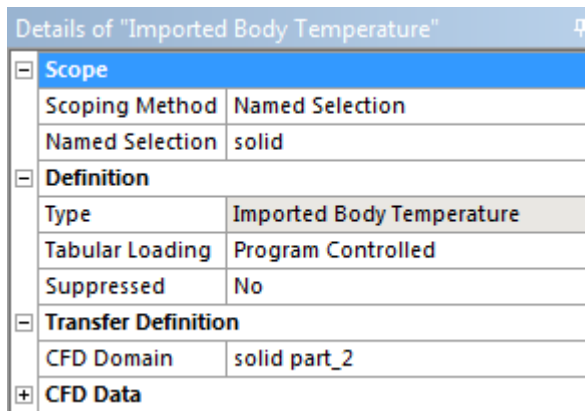 Details of "Imported Body Temperature"
Scope
Scoping Method Named Selection
Named Selection solid
Definition
Type Imported Body Temperature
Tabular Loading Program Controlled
Suppressed No
Transfer Definition
CFD Domain solid part_2
CFD Data